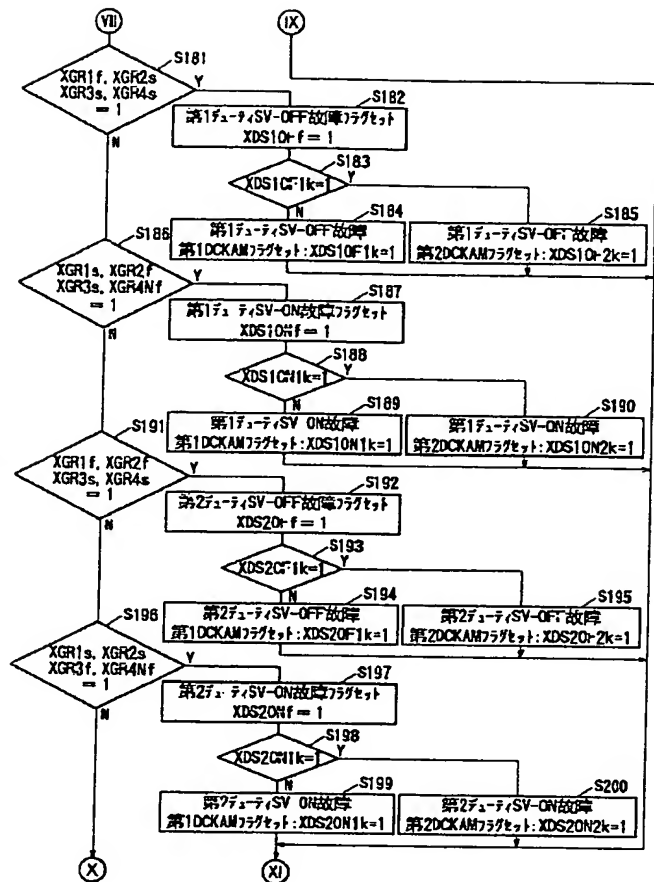 VII
IX
S181
XGR1f, XGR2s
XGR3s, XGR4s
= 1
Y
N
S182
第1デューティSV-OFF故障フラグセット
XDS10Ff = 1
S183
XDS10F1k=1
Y
N
S184
第1デューティSV-OFF故障
第1DCKAMフラグセット:XDS10F1k=1
S185
第1デューティSV-OFF故障
第2DCKAMフラグセット:XDS10F2k=1
S186
XGR1s, XGR2f
XGR3s, XGR4Nf
= 1
Y
N
S187
第1デューティSV-ON故障フラグセット
XDS10Nf = 1
S188
XDS10N1k=1
Y
N
S189
第1デューティSV ON故障
第1DCKAMフラグセット:XDS10N1k=1
S190
第1デューティSV-ON故障
第2DCKAMフラグセット:XDS10N2k=1
S191
XGR1f, XGR2f
XGR3s, XGR4s
= 1
Y
N
S192
第2デューティSV-OFF故障フラグセット
XDS20Ff = 1
S193
XDS20F1k=1
Y
N
S194
第2デューティSV-OFF故障
第1DCKAMフラグセット:XDS20F1k=1
S195
第2デューティSV-OFF故障
第2DCKAMフラグセット:XDS20F2k=1
S196
XGR1s, XGR2s
XGR3f, XGR4Nf
= 1
Y
N
S197
第2デューティSV-ON故障フラグセット
XDS20Nf = 1
S198
XDS20N1k=1
Y
N
S199
第2デューティSV ON故障
第1DCKAMフラグセット:XDS20N1k=1
S200
第2デューティSV-ON故障
第2DCKAMフラグセット:XDS20N2k=1
X
XI